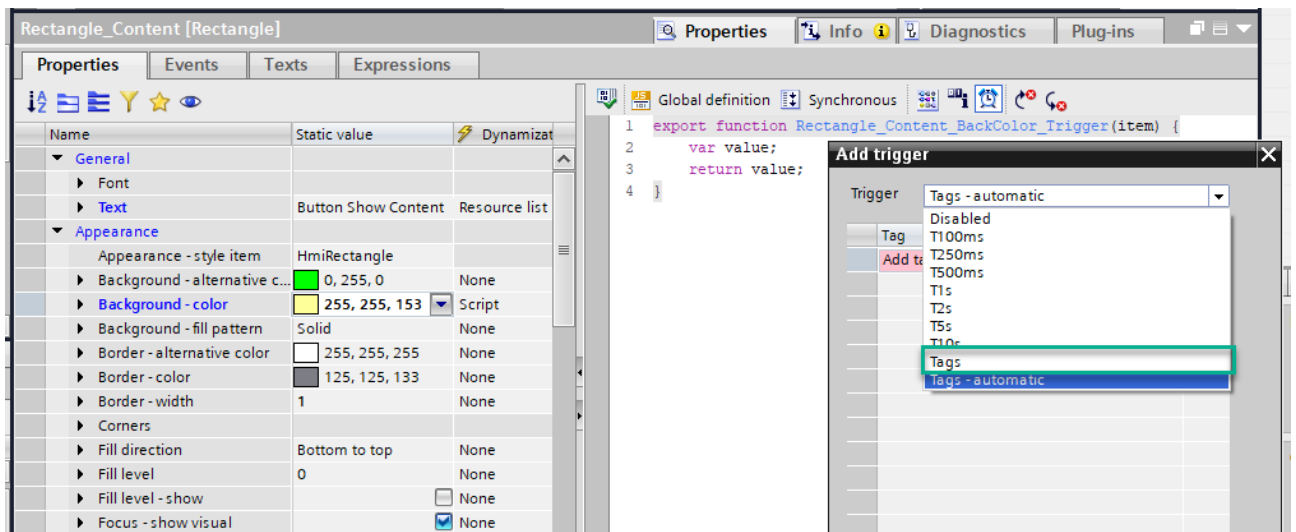 Rectangle_Content [Rectangle]
Properties
Info
Diagnostics
Plug-ins
Properties
Events
Texts
Expressions
Global definition
Synchronous
Name
Static value
Dynamizat
General
Font
Text
Button Show Content
Resource list
Appearance
Appearance - style item
HmiRectangle
Background - alternative c...
0, 255, 0
None
Background - color
255, 255, 153
Script
Background - fill pattern
Solid
None
Border - alternative color
255, 255, 255
None
Border - color
125, 125, 133
None
Border - width
1
None
Corners
Fill direction
Bottom to top
None
Fill level
0
None
Fill level - show
None
Focus - show visual
None
1 export function Rectangle_Content_BackColor_Trigger(item) {
2 var value;
3 return value;
4 }
Add trigger
Trigger
Tags - automatic
Disabled
T100ms
T250ms
T500ms
T1s
T2s
T5s
T10s
Tags
Tags - automatic
Tag
Add ta